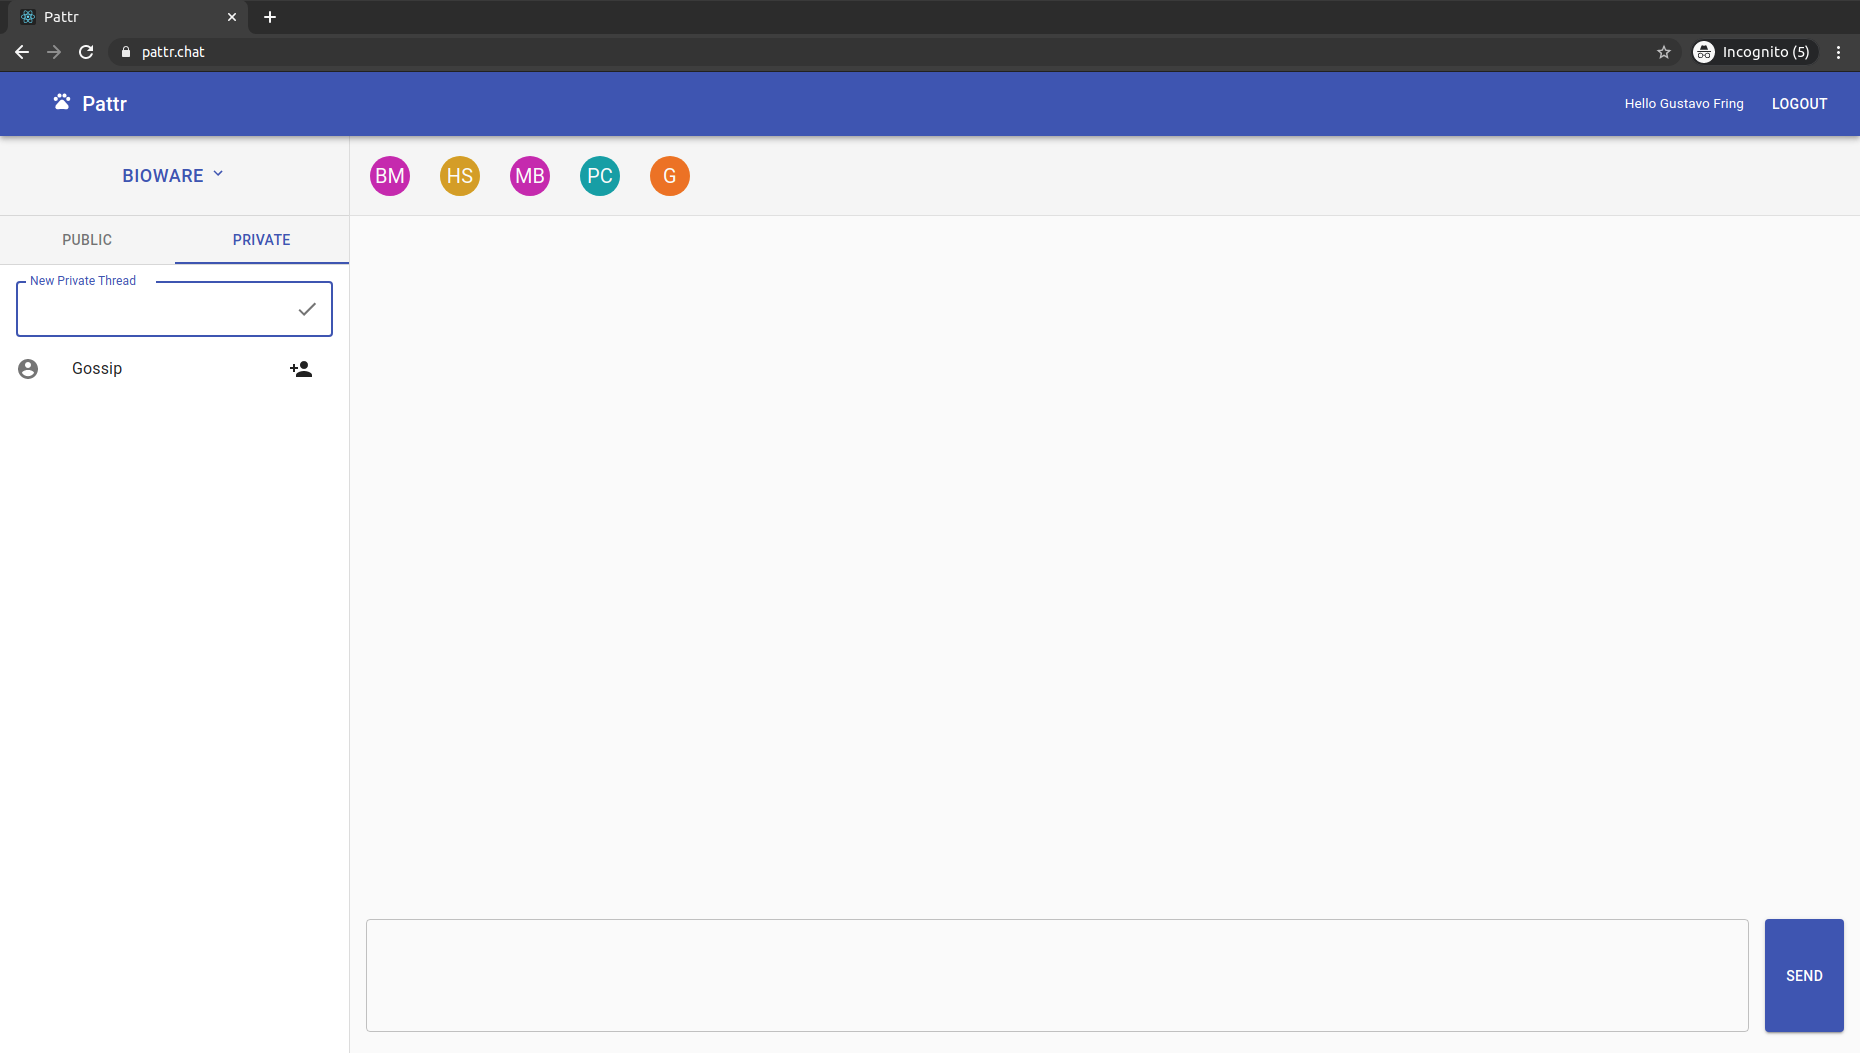 Pattr
pattr.chat
Incognito (5)
Pattr
Hello Gustavo Fring
LOGOUT
BIOWARE
BM
HS
MB
PC
G
PUBLIC
PRIVATE
New Private Thread
Gossip
SEND